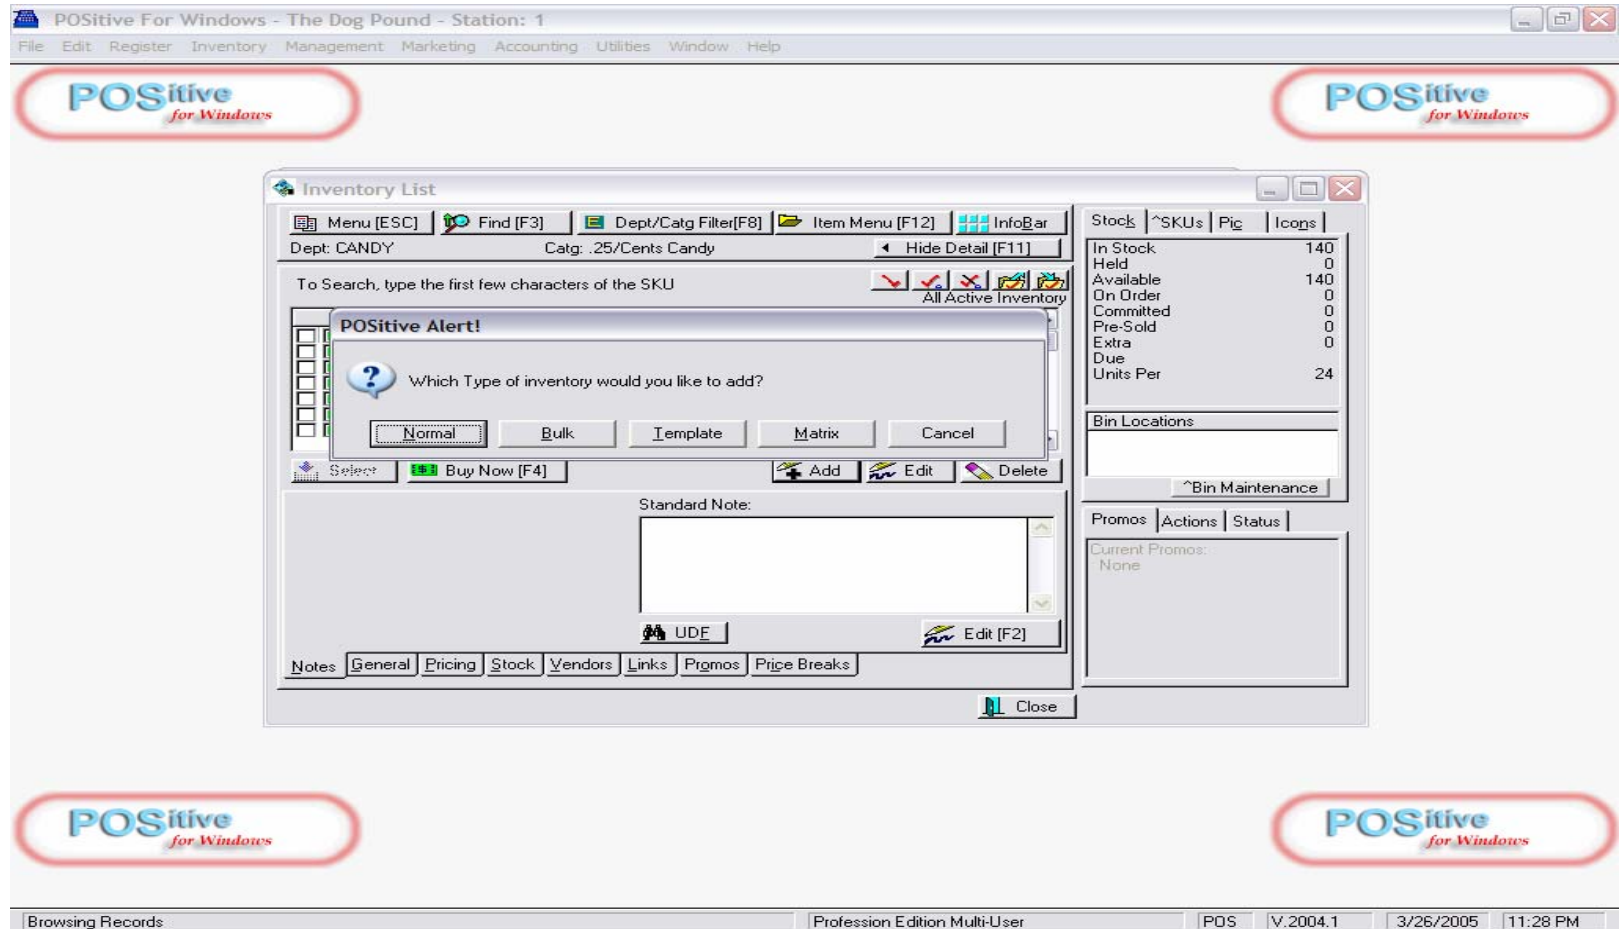 POSitive For Windows - The Dog Pound - Station: 1
File Edit Register Inventory Management Marketing Accounting Utilities Window Help
POSitive for Windows
POSitive for Windows
Inventory List
Menu [ESC] Find [F3] Dept/Catg Filter[F8] Item Menu [F12] InfoBar
Dept: CANDY Catg: .25/Cents Candy Hide Detail [F11]
To Search, type the first few characters of the SKU
All Active Inventory
POSitive Alert!
Which Type of inventory would you like to add?
Normal Bulk Template Matrix Cancel
Select Buy Now [F4] Add Edit Delete
Standard Note:
UDF Edit [F2]
Notes General Pricing Stock Vendors Links Promos Price Breaks
Close
Stock ^SKUs Pic Icons
In Stock 140
Held 0
Available 140
On Order 0
Committed 0
Pre-Sold 0
Extra 0
Due
Units Per 24
Bin Locations
^Bin Maintenance
Promos Actions Status
Current Promos:
None
POSitive for Windows
POSitive for Windows
Browsing Records Profession Edition Multi-User POS V.2004.1 3/26/2005 11:28 PM